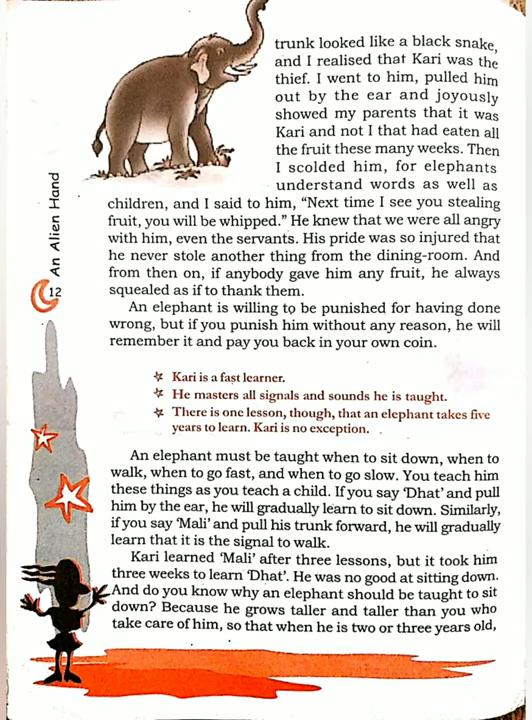 trunk looked like a black snake,
and I realised that Kari was the
thief. I went to him, pulled him
out by the ear and joyously
showed my parents that it was
Kari and not I that had eaten all
the fruit these many weeks. Then
I scolded him, for elephants
understand words as well as
children, and I said to him, “Next time I see you stealing
fruit, you will be whipped.” He knew that we were all angry
with him, even the servants. His pride was so injured that
he never stole another thing from the dining-room. And
from then on, if anybody gave him any fruit, he always
squealed as if to thank them.
An elephant is willing to be punished for having done
wrong, but if you punish him without any reason, he will
remember it and pay you back in your own coin.
Kari is a fast learner.
He masters all signals and sounds he is taught.
There is one lesson, though, that an elephant takes five
years to learn. Kari is no exception.
An elephant must be taught when to sit down, when to
walk, when to go fast, and when to go slow. You teach him
these things as you teach a child. If you say ‘Dhat’ and pull
him by the ear, he will gradually learn to sit down. Similarly,
if you say ‘Mali’ and pull his trunk forward, he will gradually
learn that it is the signal to walk.
Kari learned ‘Mali’ after three lessons, but it took him
three weeks to learn ‘Dhat’. He was no good at sitting down.
And do you know why an elephant should be taught to sit
down? Because he grows taller and taller than you who
take care of him, so that when he is two or three years old,
An Alien Hand
12